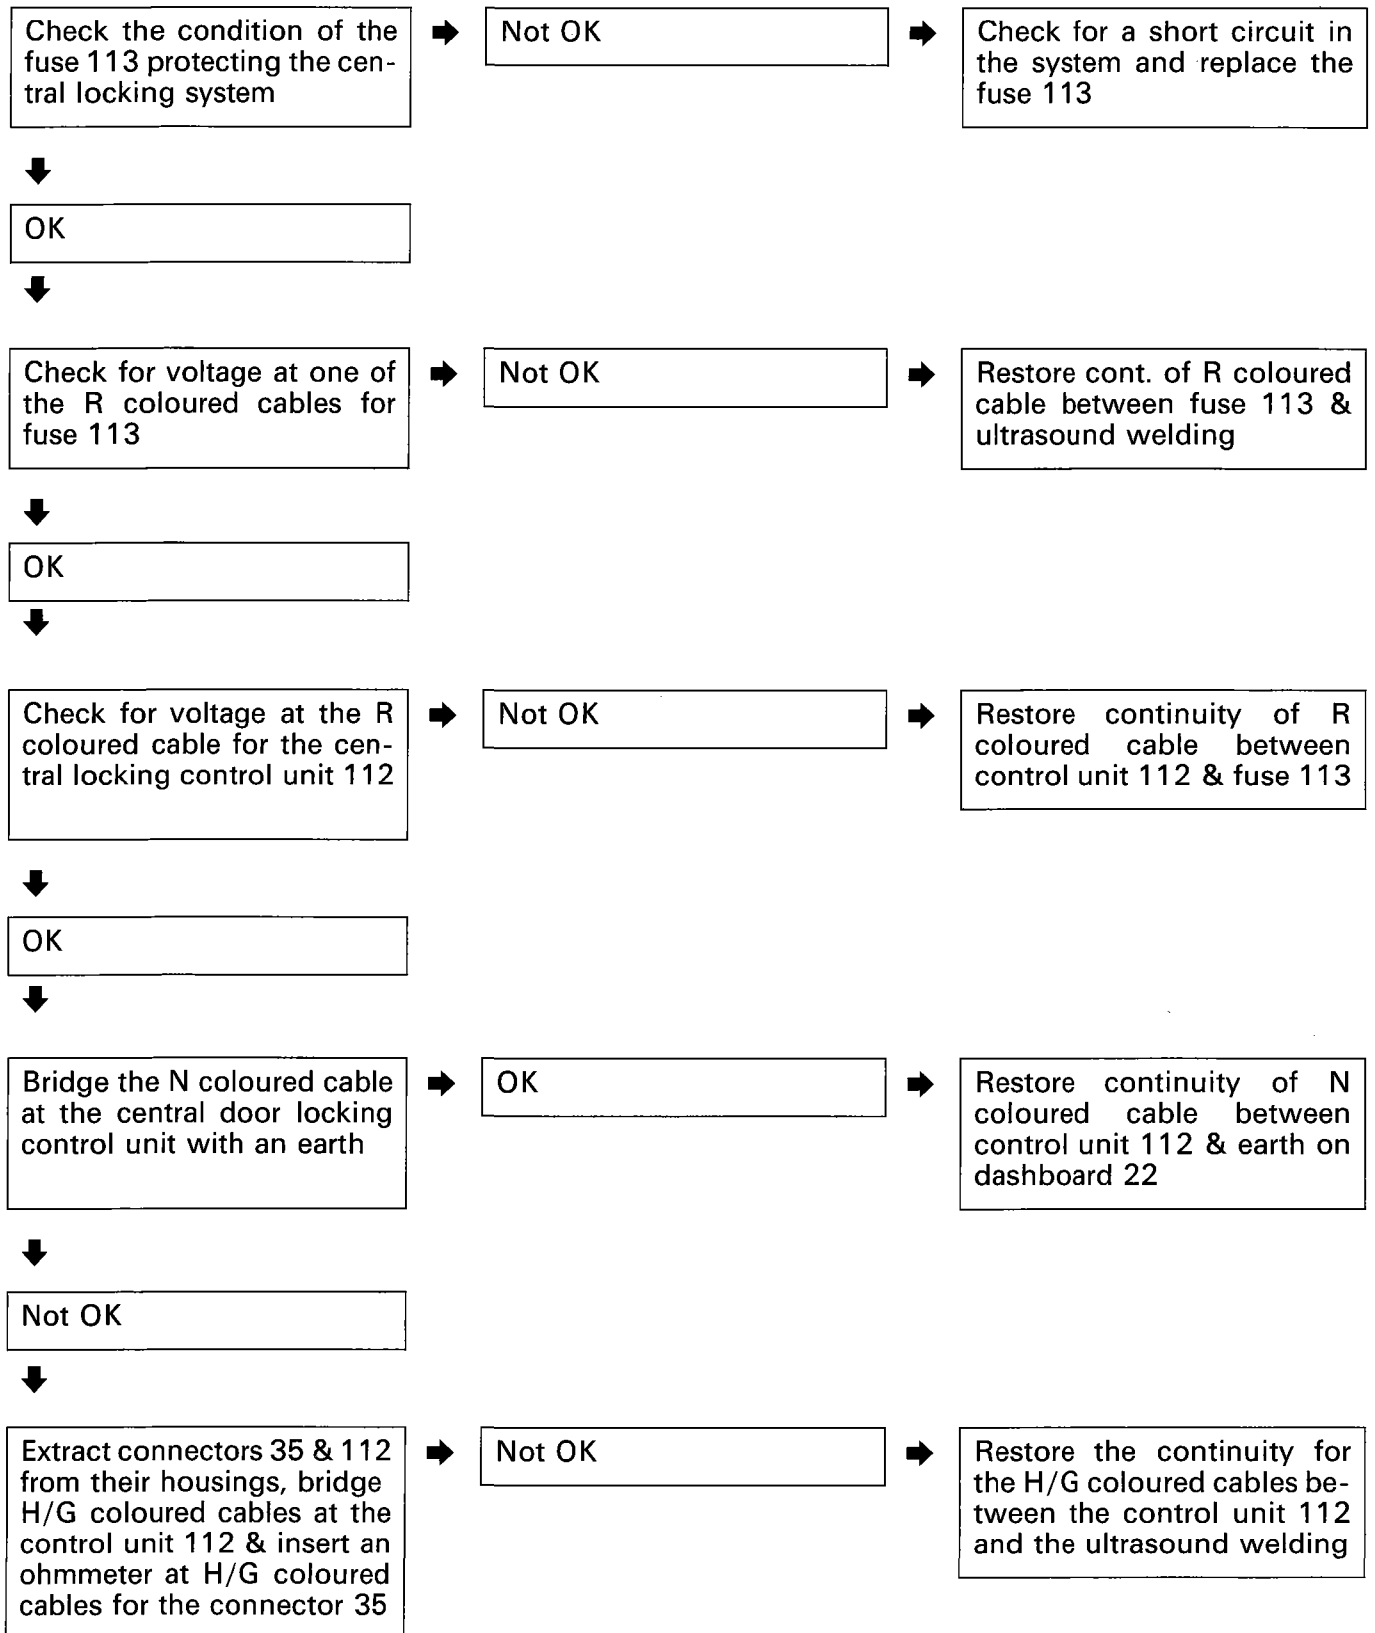 Check the condition of the
fuse 113 protecting the cen-
tral locking system
Not OK
Check for a short circuit in
the system and replace the
fuse 113
OK
Check for voltage at one of
the R coloured cables for
fuse 113
Not OK
Restore cont. of R coloured
cable between fuse 113 &
ultrasound welding
OK
Check for voltage at the R
coloured cable for the cen-
tral locking control unit 112
Not OK
Restore continuity of R
coloured cable between
control unit 112 & fuse 113
OK
Bridge the N coloured cable
at the central door locking
control unit with an earth
OK
Restore continuity of N
coloured cable between
control unit 112 & earth on
dashboard 22
Not OK
Extract connectors 35 & 112
from their housings, bridge
H/G coloured cables at the
control unit 112 & insert an
ohmmeter at H/G coloured
cables for the connector 35
Not OK
Restore the continuity for
the H/G coloured cables be-
tween the control unit 112
and the ultrasound welding